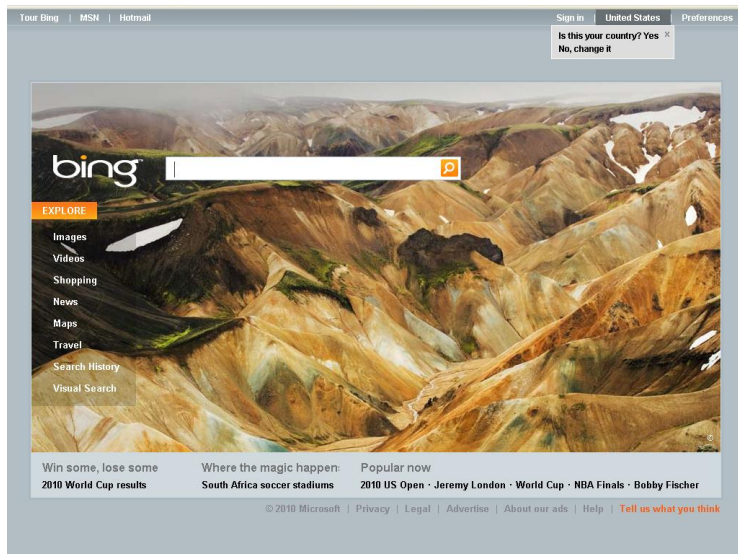 Tour Bing | MSN | Hotmail
Sign in | United States | Preferences
Is this your country? Yes x
No, change it
bing
EXPLORE
Images
Videos
Shopping
News
Maps
Travel
Search History
Visual Search
©
Win some, lose some
2010 World Cup results
Where the magic happen
South Africa soccer stadiums
Popular now
2010 US Open · Jeremy London · World Cup · NBA Finals · Bobby Fischer
© 2010 Microsoft | Privacy | Legal | Advertise | About our ads | Help | Tell us what you think